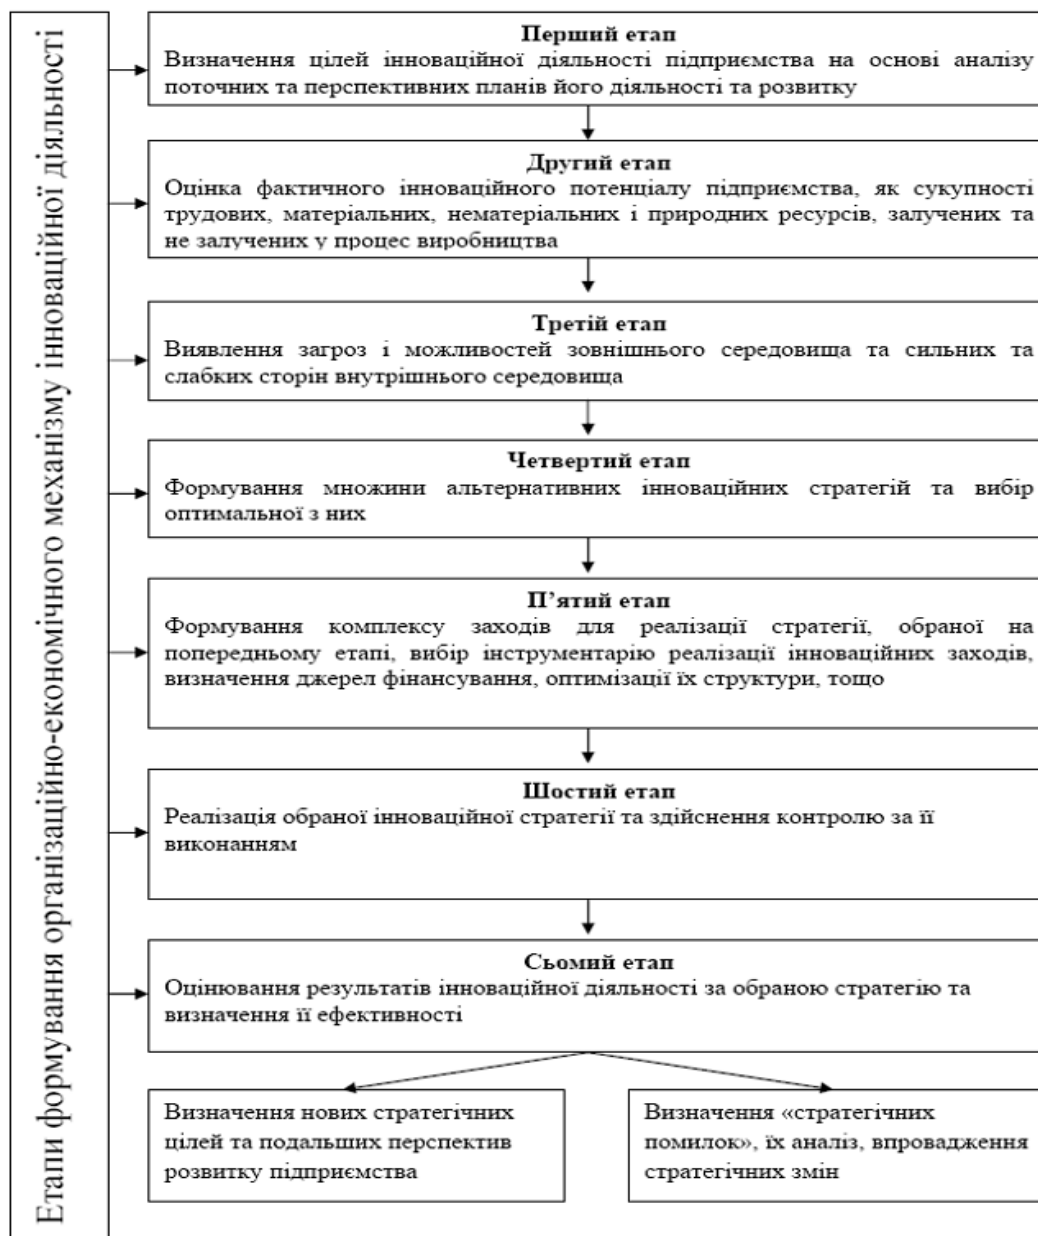 Етапи формування організаційно-економічного механізму інноваційної діяльності
Перший етап
Визначення цілей інноваційної діяльності підприємства на основі аналізу
поточних та перспективних планів його діяльності та розвитку
Другий етап
Оцінка фактичного інноваційного потенціалу підприємства, як сукупності
трудових, матеріальних, нематеріальних і природних ресурсів, залучених та
не залучених у процес виробництва
Третій етап
Виявлення загроз і можливостей зовнішнього середовища та сильних та
слабких сторін внутрішнього середовища
Четвертий етап
Формування множини альтернативних інноваційних стратегій та вибір
оптимальної з них
П’ятий етап
Формування комплексу заходів для реалізації стратегії, обраної на
попередньому етапі, вибір інструментарію реалізації інноваційних заходів,
визначення джерел фінансування, оптимізації їх структури, тощо
Шостий етап
Реалізація обраної інноваційної стратегії та здійснення контролю за її
виконанням
Сьомий етап
Оцінювання результатів інноваційної діяльності за обраною стратегію та
визначення її ефективності
Визначення нових стратегічних
цілей та подальших перспектив
розвитку підприємства
Визначення «стратегічних
помилок», їх аналіз, впровадження
стратегічних змін